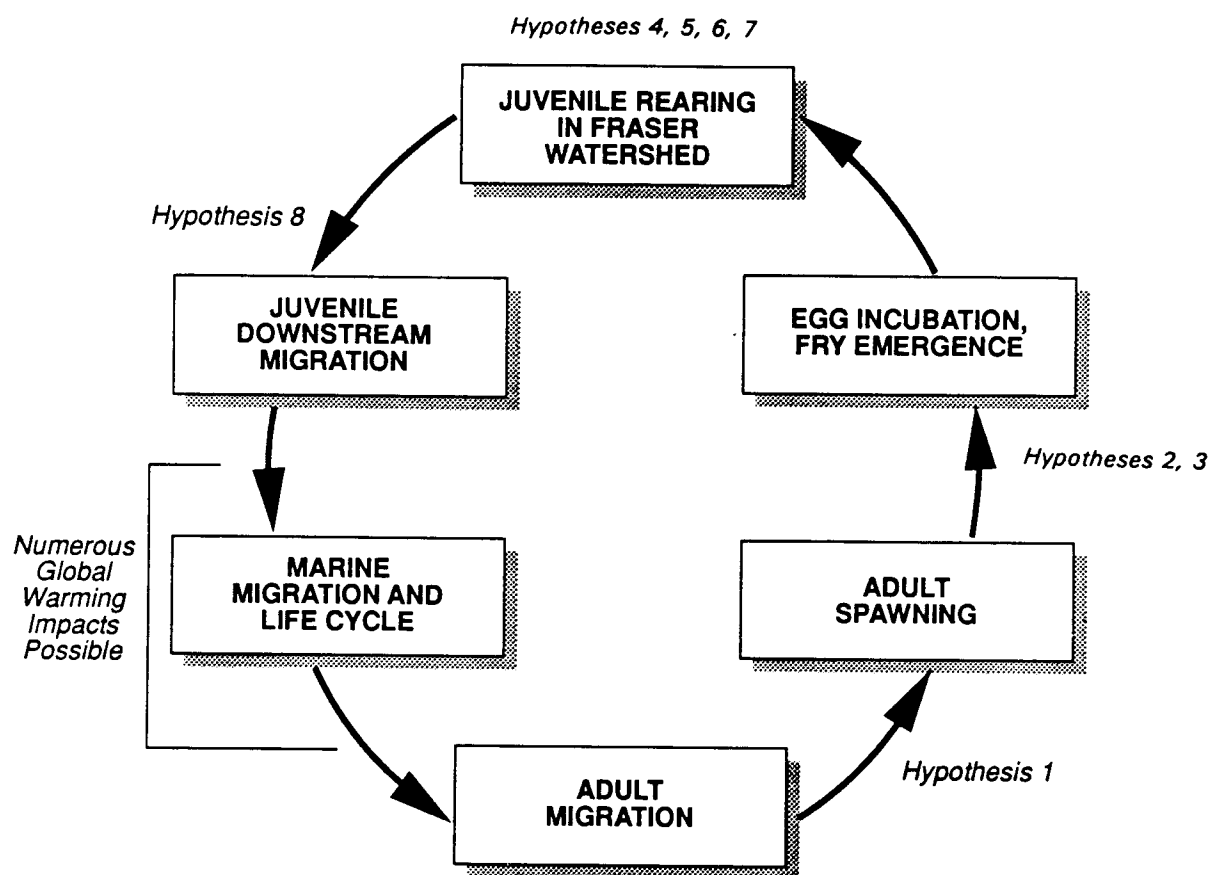 Hypotheses 4, 5, 6, 7
JUVENILE REARING
IN FRASER
WATERSHED
Hypothesis 8
JUVENILE
DOWNSTREAM
MIGRATION
EGG INCUBATION,
FRY EMERGENCE
Hypotheses 2, 3
Numerous
Global
Warming
Impacts
Possible
MARINE
MIGRATION AND
LIFE CYCLE
ADULT
SPAWNING
Hypothesis 1
ADULT
MIGRATION